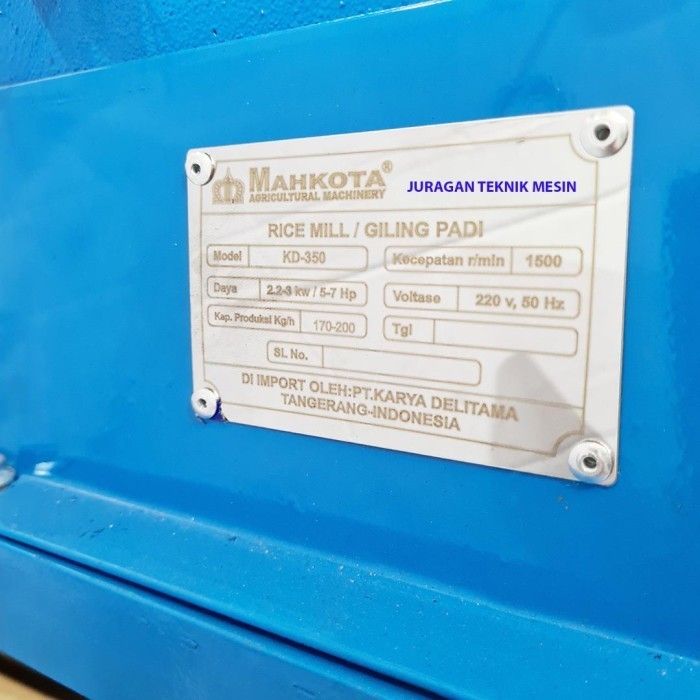 MAHKOTA®
AGRICULTURAL MACHINERY
JURAGAN TEKNIK MESIN
RICE MILL / GILING PADI
Model KD-350 Kecepatan r/min 1500
Daya 2.2-3 kw / 5-7 Hp Voltase 220 v, 50 Hz
Kap. Produksi Kg/h 170-200 Tgl
SL No.
DI IMPORT OLEH:PT.KARYA DELITAMA
TANGERANG-INDONESIA